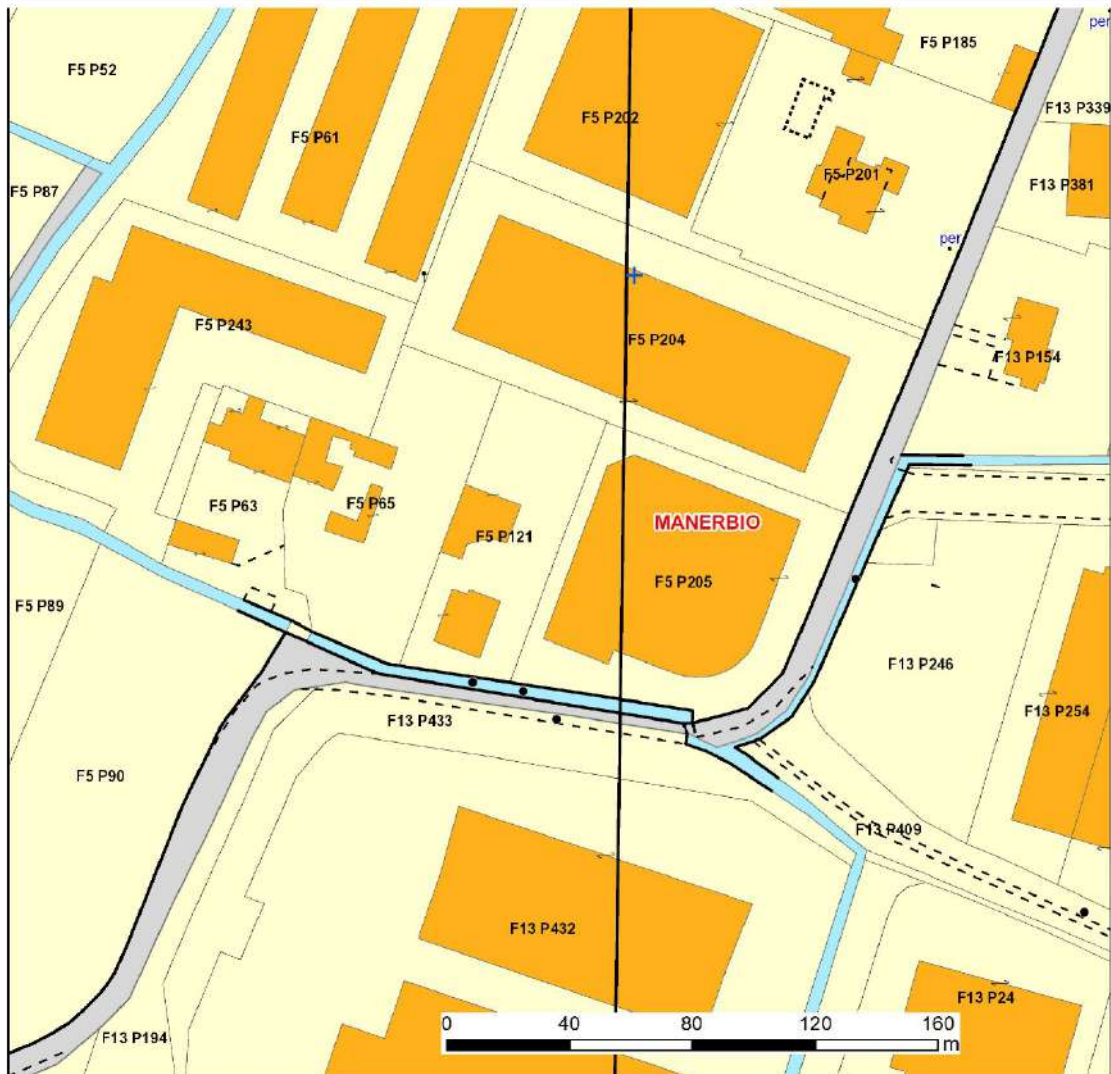 per
F5 P185
F5 P52
F13 P339
F5 P202
F5 P61
F5 P201
F13 P381
F5 P87
per
F5 P243
F5 P204
F13 P154
F5 P63
F5 P65
MANERBIO
F5 P121
F5 P205
F5 P89
F13 P246
F13 P433
F13 P254
F5 P90
F13 P409
F13 P432
F13 P24
F13 P194
0 40 80 120 160
m